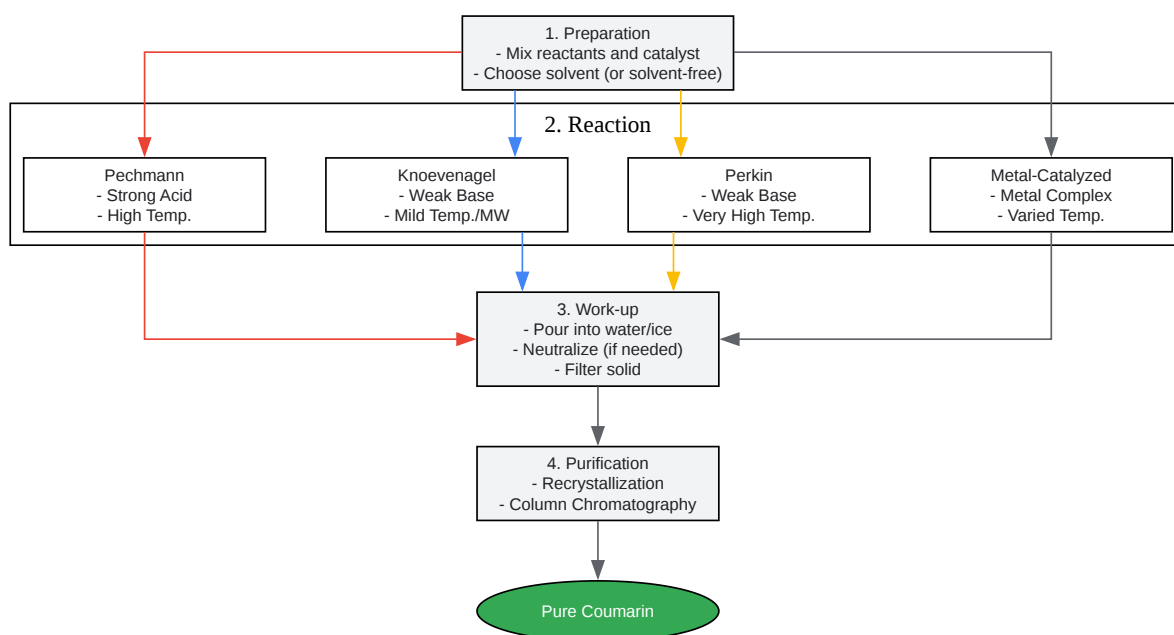 1. Preparation
- Mix reactants and catalyst
- Choose solvent (or solvent-free)
2. Reaction
Pechmann
- Strong Acid
- High Temp.
Knoevenagel
- Weak Base
- Mild Temp./MW
Perkin
- Weak Base
- Very High Temp.
Metal-Catalyzed
- Metal Complex
- Varied Temp.
3. Work-up
- Pour into water/ice
- Neutralize (if needed)
- Filter solid
4. Purification
- Recrystallization
- Column Chromatography
Pure Coumarin